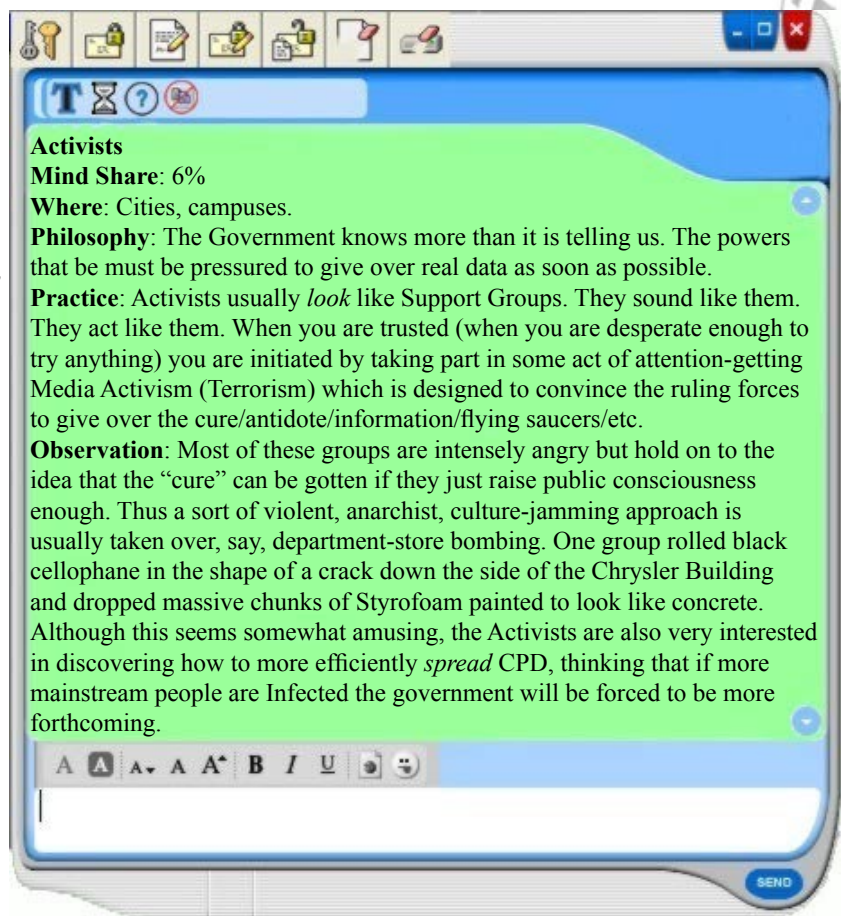 T ?
Activists
Mind Share: 6%
Where: Cities, campuses.
Philosophy: The Government knows more than it is telling us. The powers
that be must be pressured to give over real data as soon as possible.
Practice: Activists usually look like Support Groups. They sound like them.
They act like them. When you are trusted (when you are desperate enough to
try anything) you are initiated by taking part in some act of attention-getting
Media Activism (Terrorism) which is designed to convince the ruling forces
to give over the cure/antidote/information/flying saucers/etc.
Observation: Most of these groups are intensely angry but hold on to the
idea that the “cure” can be gotten if they just raise public consciousness
enough. Thus a sort of violent, anarchist, culture-jamming approach is
usually taken over, say, department-store bombing. One group rolled black
cellophane in the shape of a crack down the side of the Chrysler Building
and dropped massive chunks of Styrofoam painted to look like concrete.
Although this seems somewhat amusing, the Activists are also very interested
in discovering how to more efficiently spread CPD, thinking that if more
mainstream people are Infected the government will be forced to be more
forthcoming.
A A A A A B I U
SEND